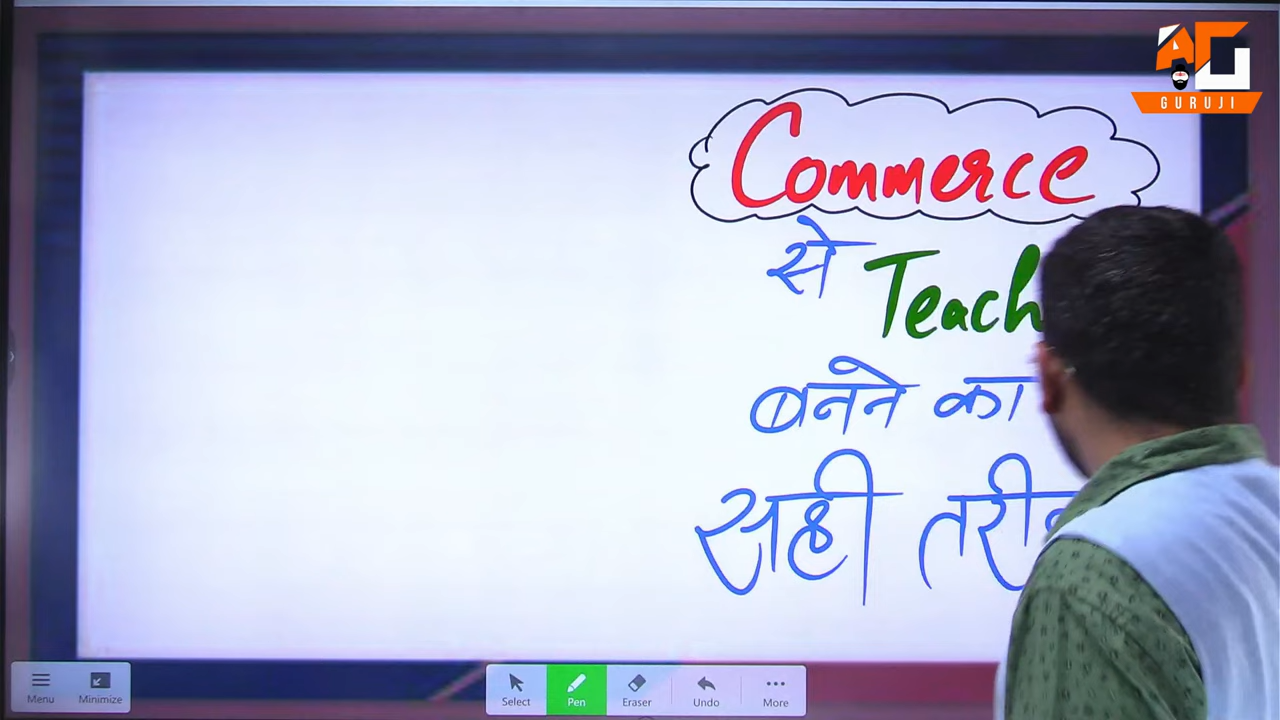 AG
GURUJI
Commerce
से Teach
बनने का
सही तरी
Menu
Minimize
Select
Pen
Eraser
Undo
More